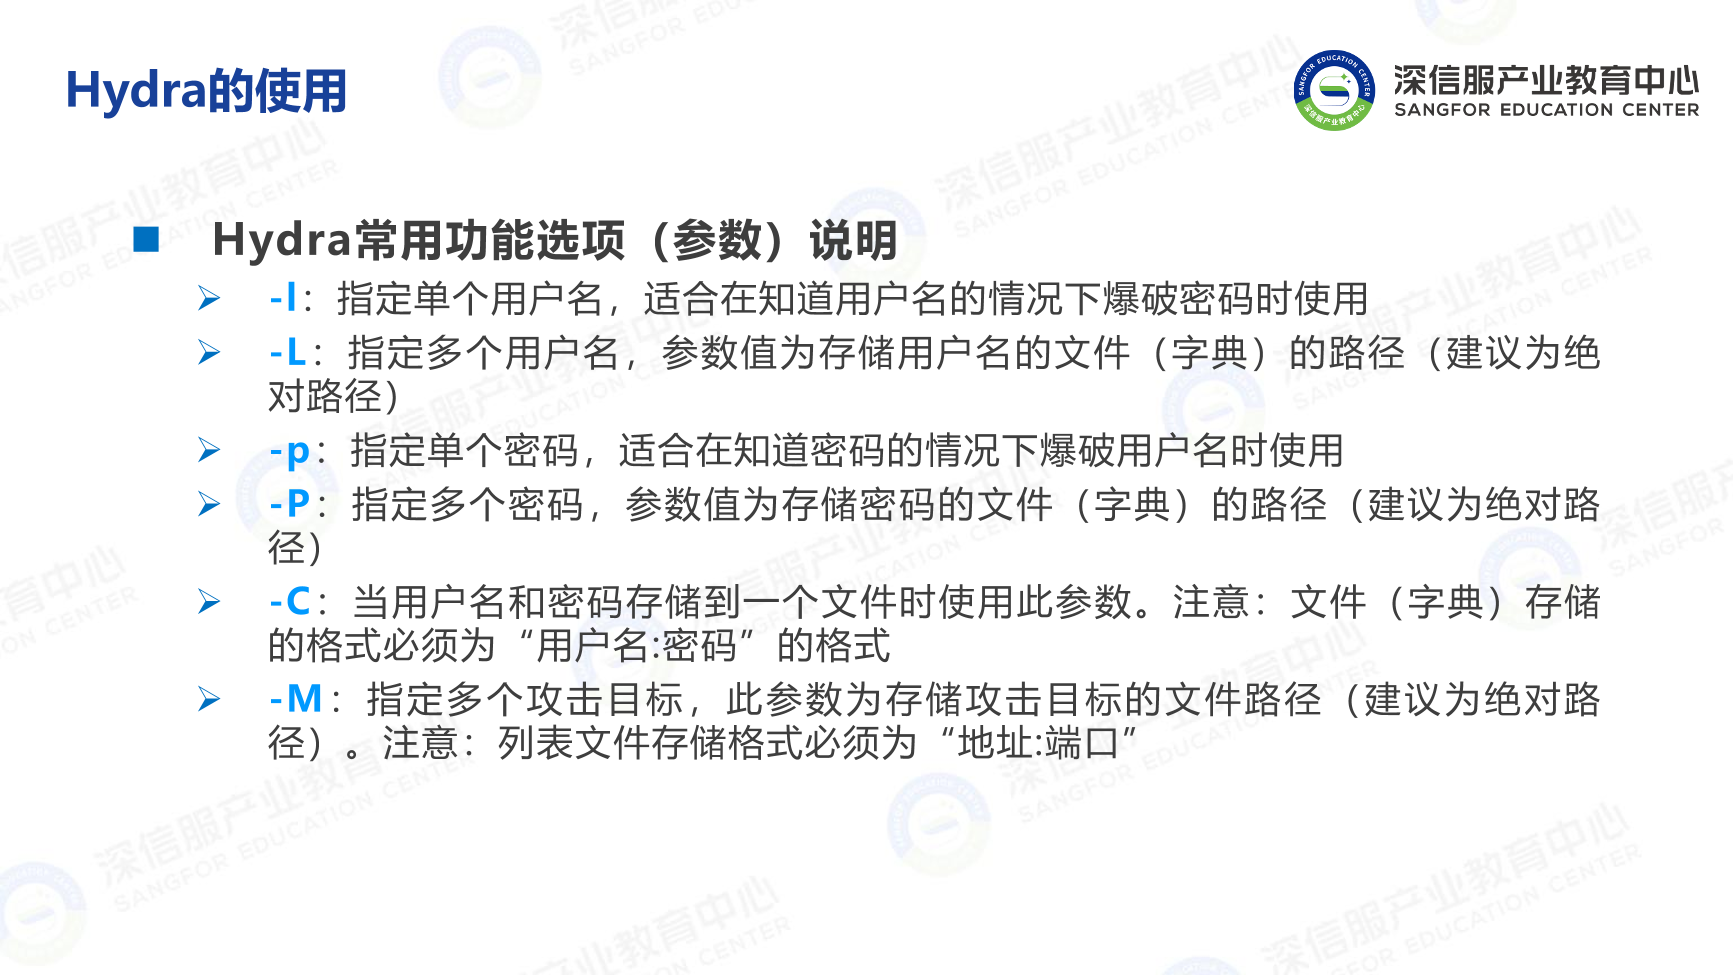 Hydra的使用
深信服产业教育中心
SANGFOR EDUCATION CENTER
Hydra常用功能选项（参数）说明
-l：指定单个用户名，适合在知道用户名的情况下爆破密码时使用
-L：指定多个用户名，参数值为存储用户名的文件（字典）的路径（建议为绝
对路径）
-p：指定单个密码，适合在知道密码的情况下爆破用户名时使用
-P：指定多个密码，参数值为存储密码的文件（字典）的路径（建议为绝对路
径）
-C：当用户名和密码存储到一个文件时使用此参数。注意：文件（字典）存储
的格式必须为“用户名:密码”的格式
-M：指定多个攻击目标，此参数为存储攻击目标的文件路径（建议为绝对路
径）。注意：列表文件存储格式必须为“地址:端口”